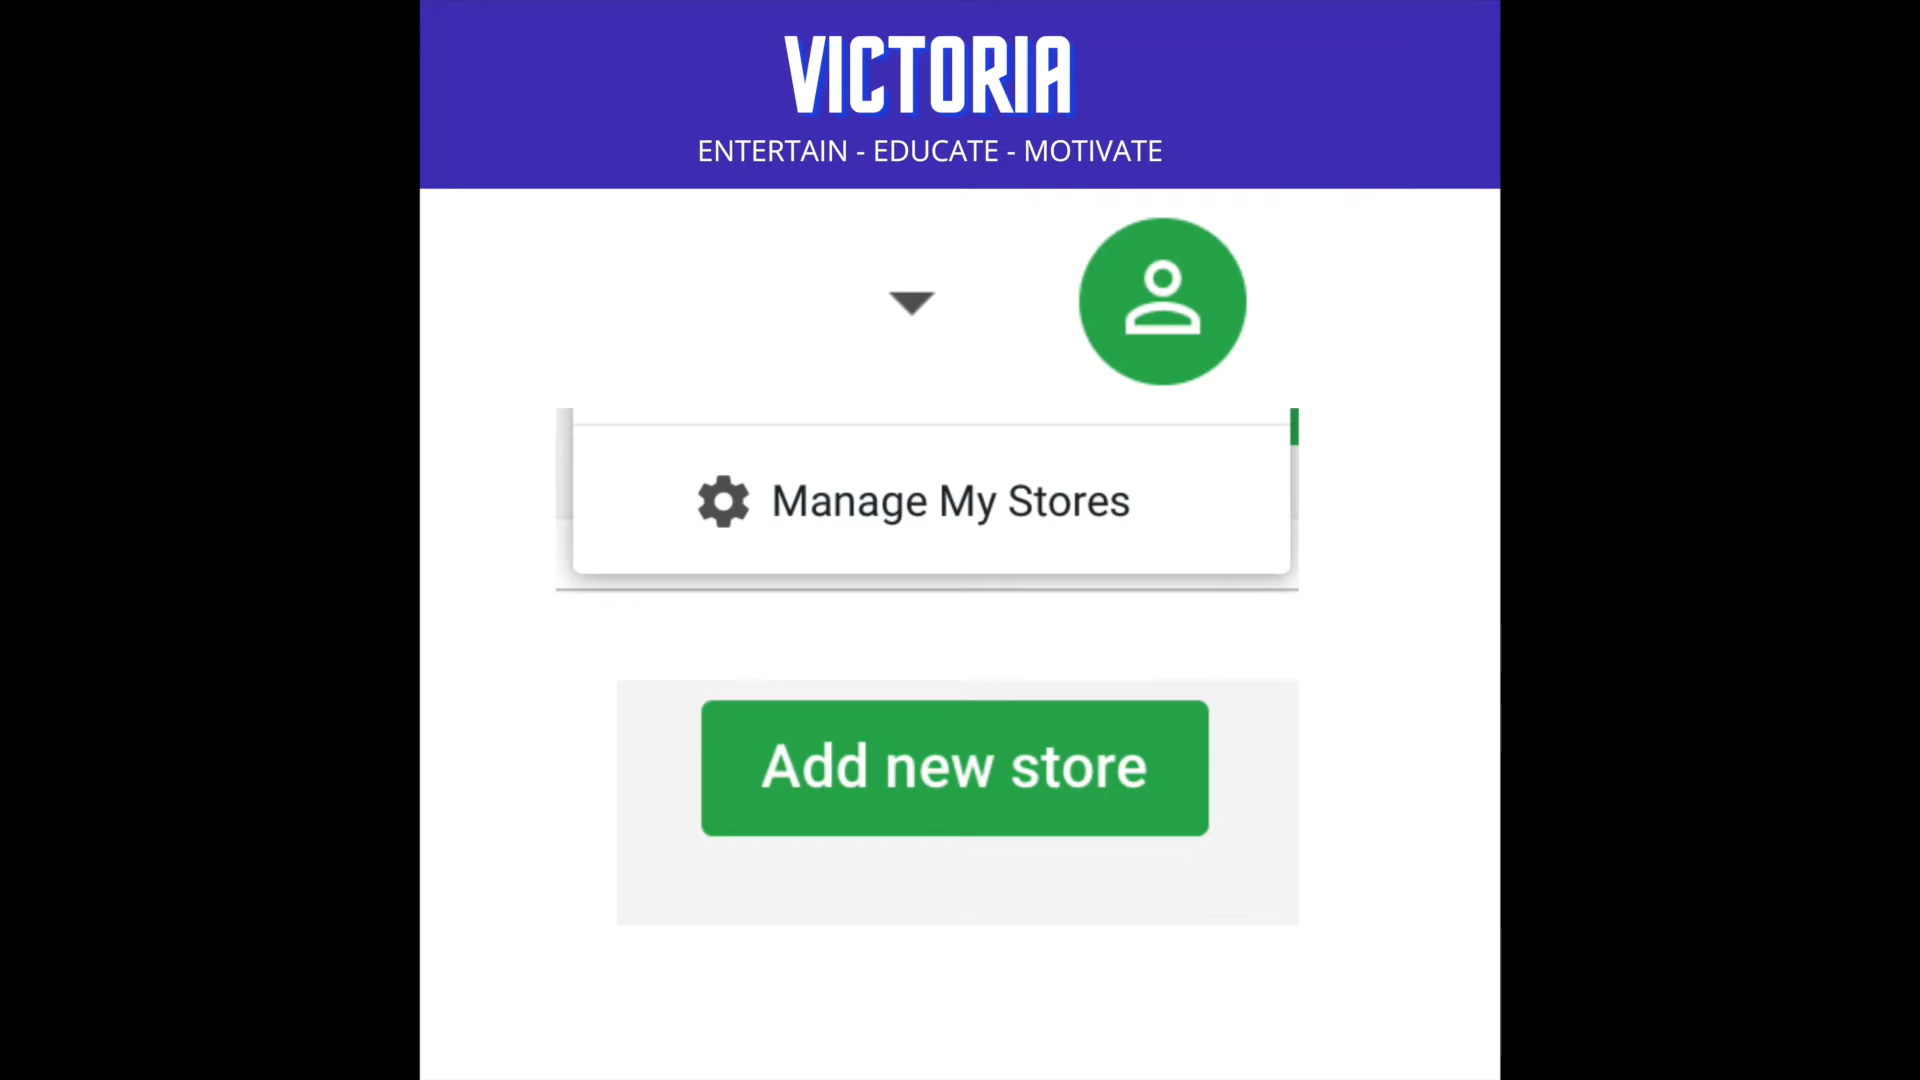 VICTORIA
ENTERTAIN - EDUCATE - MOTIVATE
Manage My Stores
Add new store